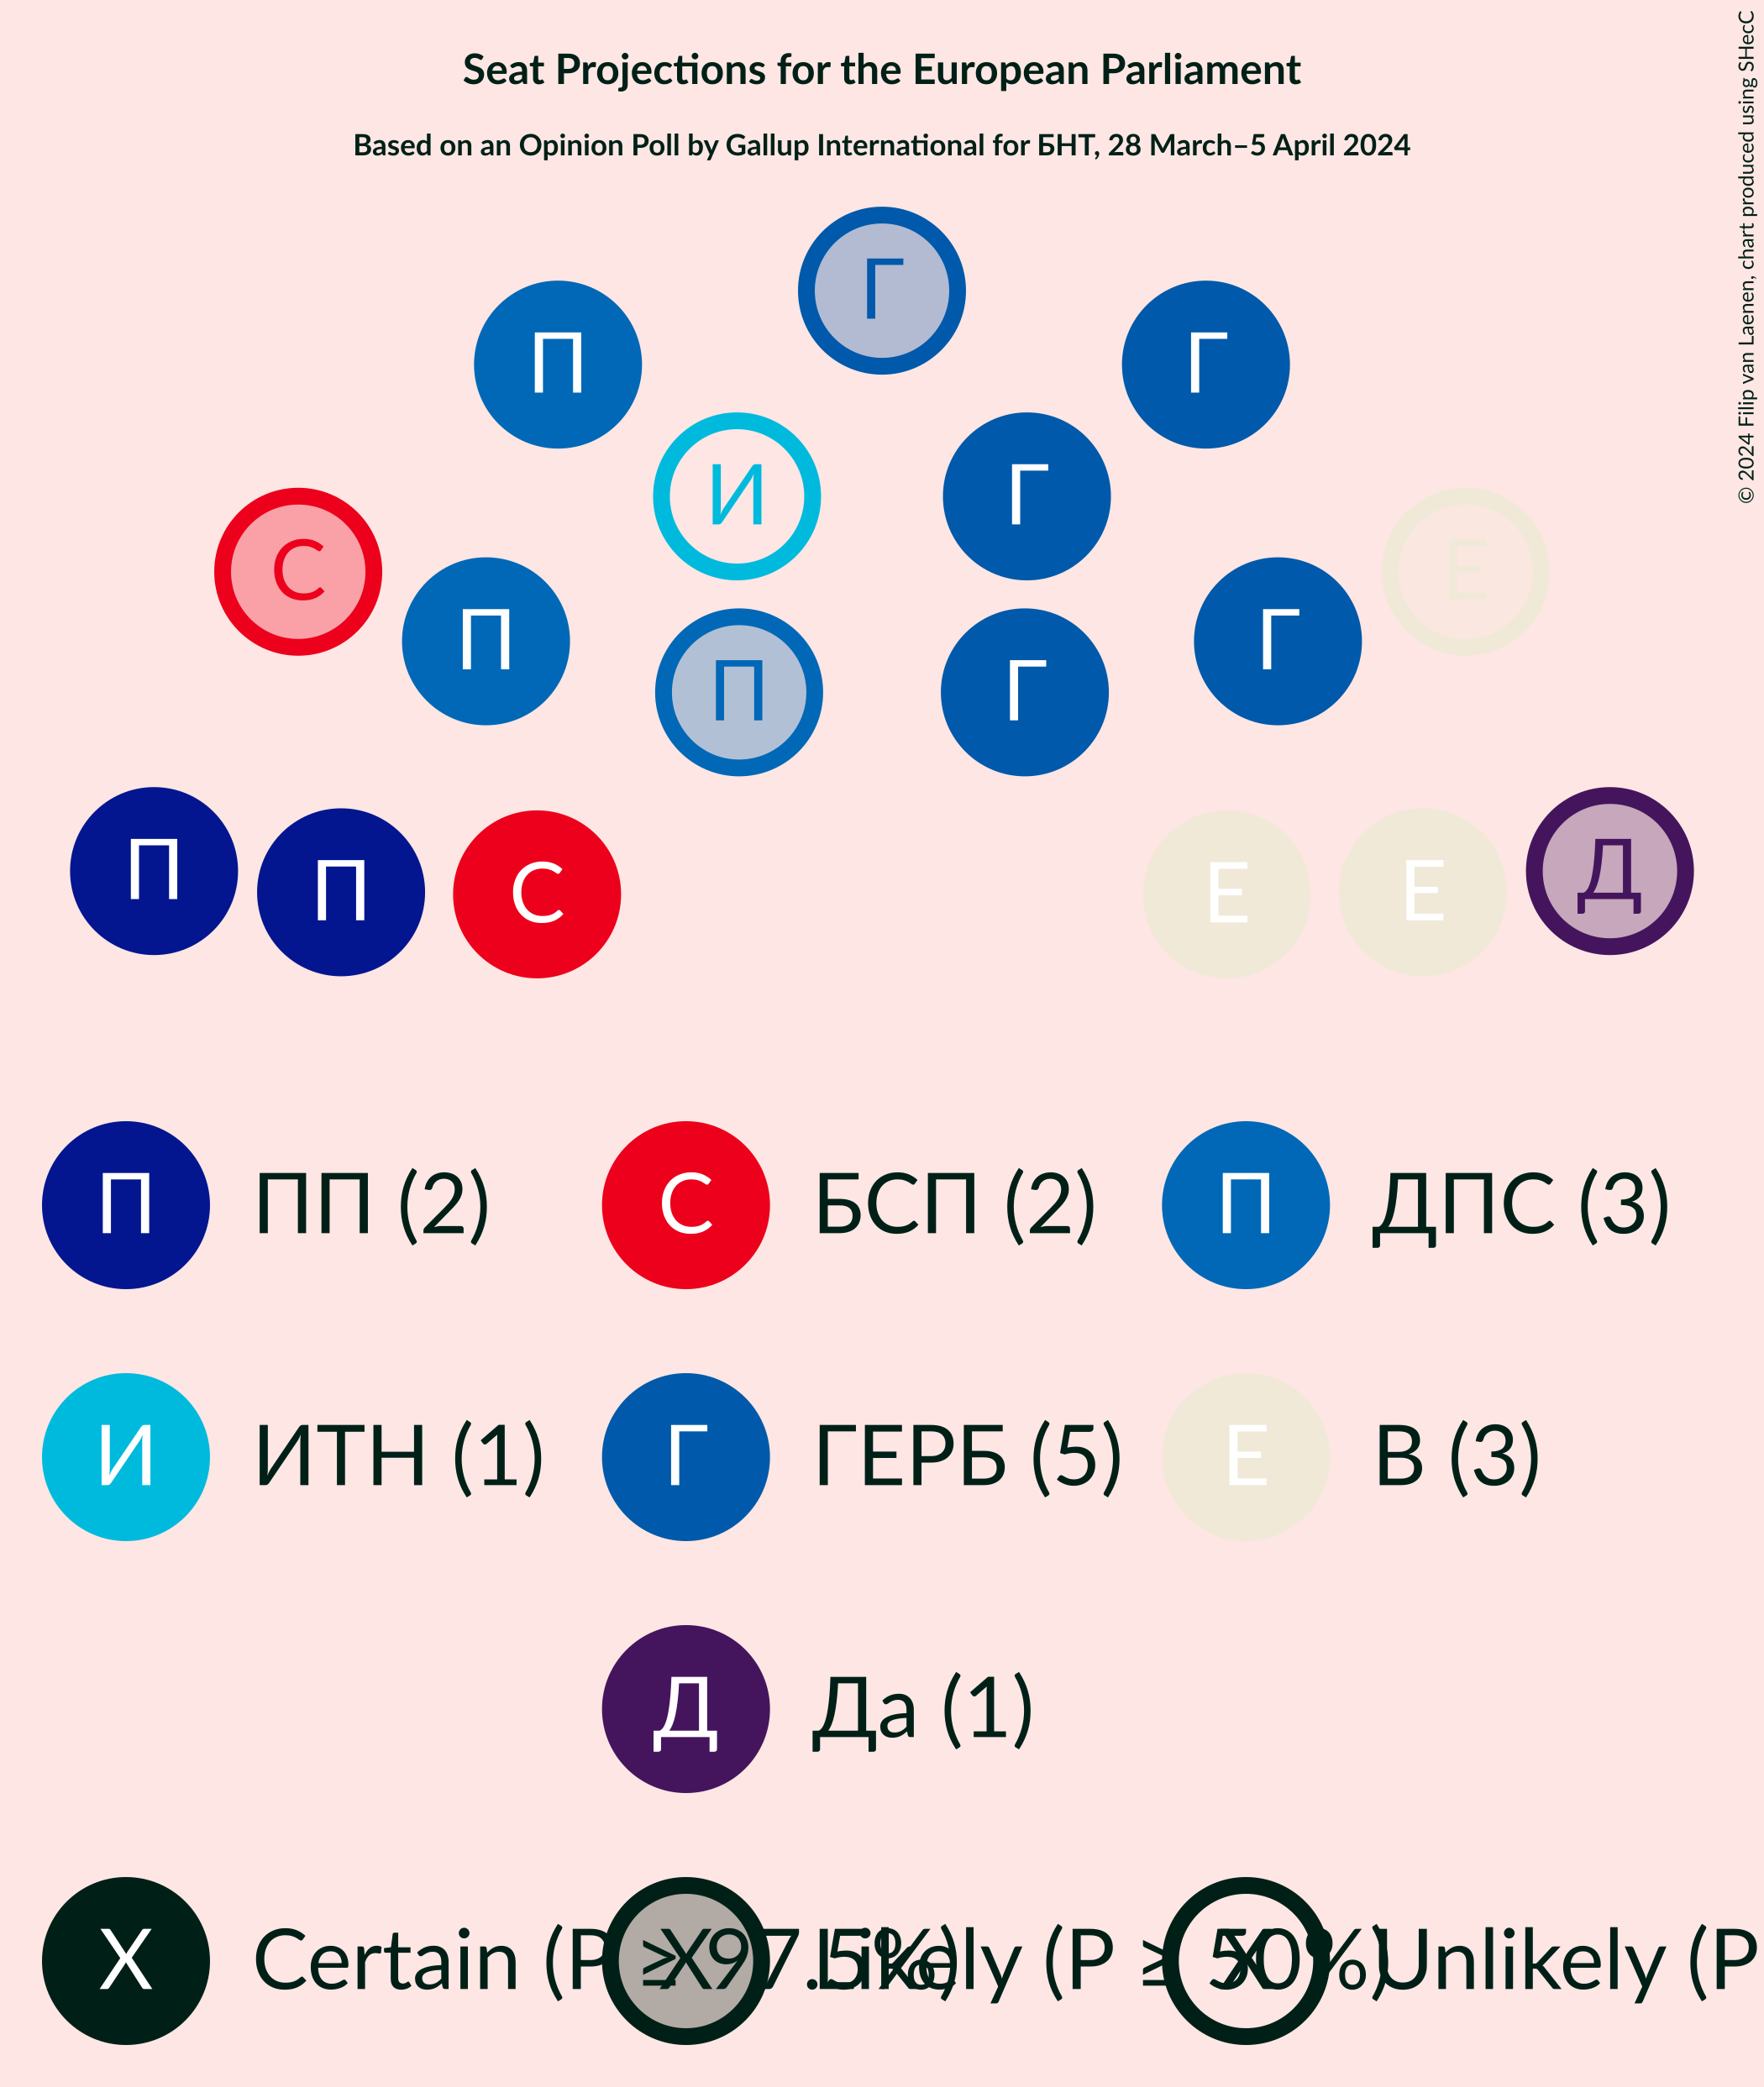 Seat Projections for the European Parliament
Based on an Opinion Poll by Gallup International for БНТ, 28 March–5 April 2024
© 2024 Filip van Laenen, chart produced using SHecC
Г
П
Г
И
Г
С
Е
П
Г
П
Г
П
П
С
Е
Е
Д
П ПП (2) С БСП (2) П ДПС (3)
И ИТН (1) Г ГЕРБ (5) Е В (3)
Д Да (1)
X Certain (P ≥ 97.5%) X Likely (P ≥ 50%) X Unlikely (P